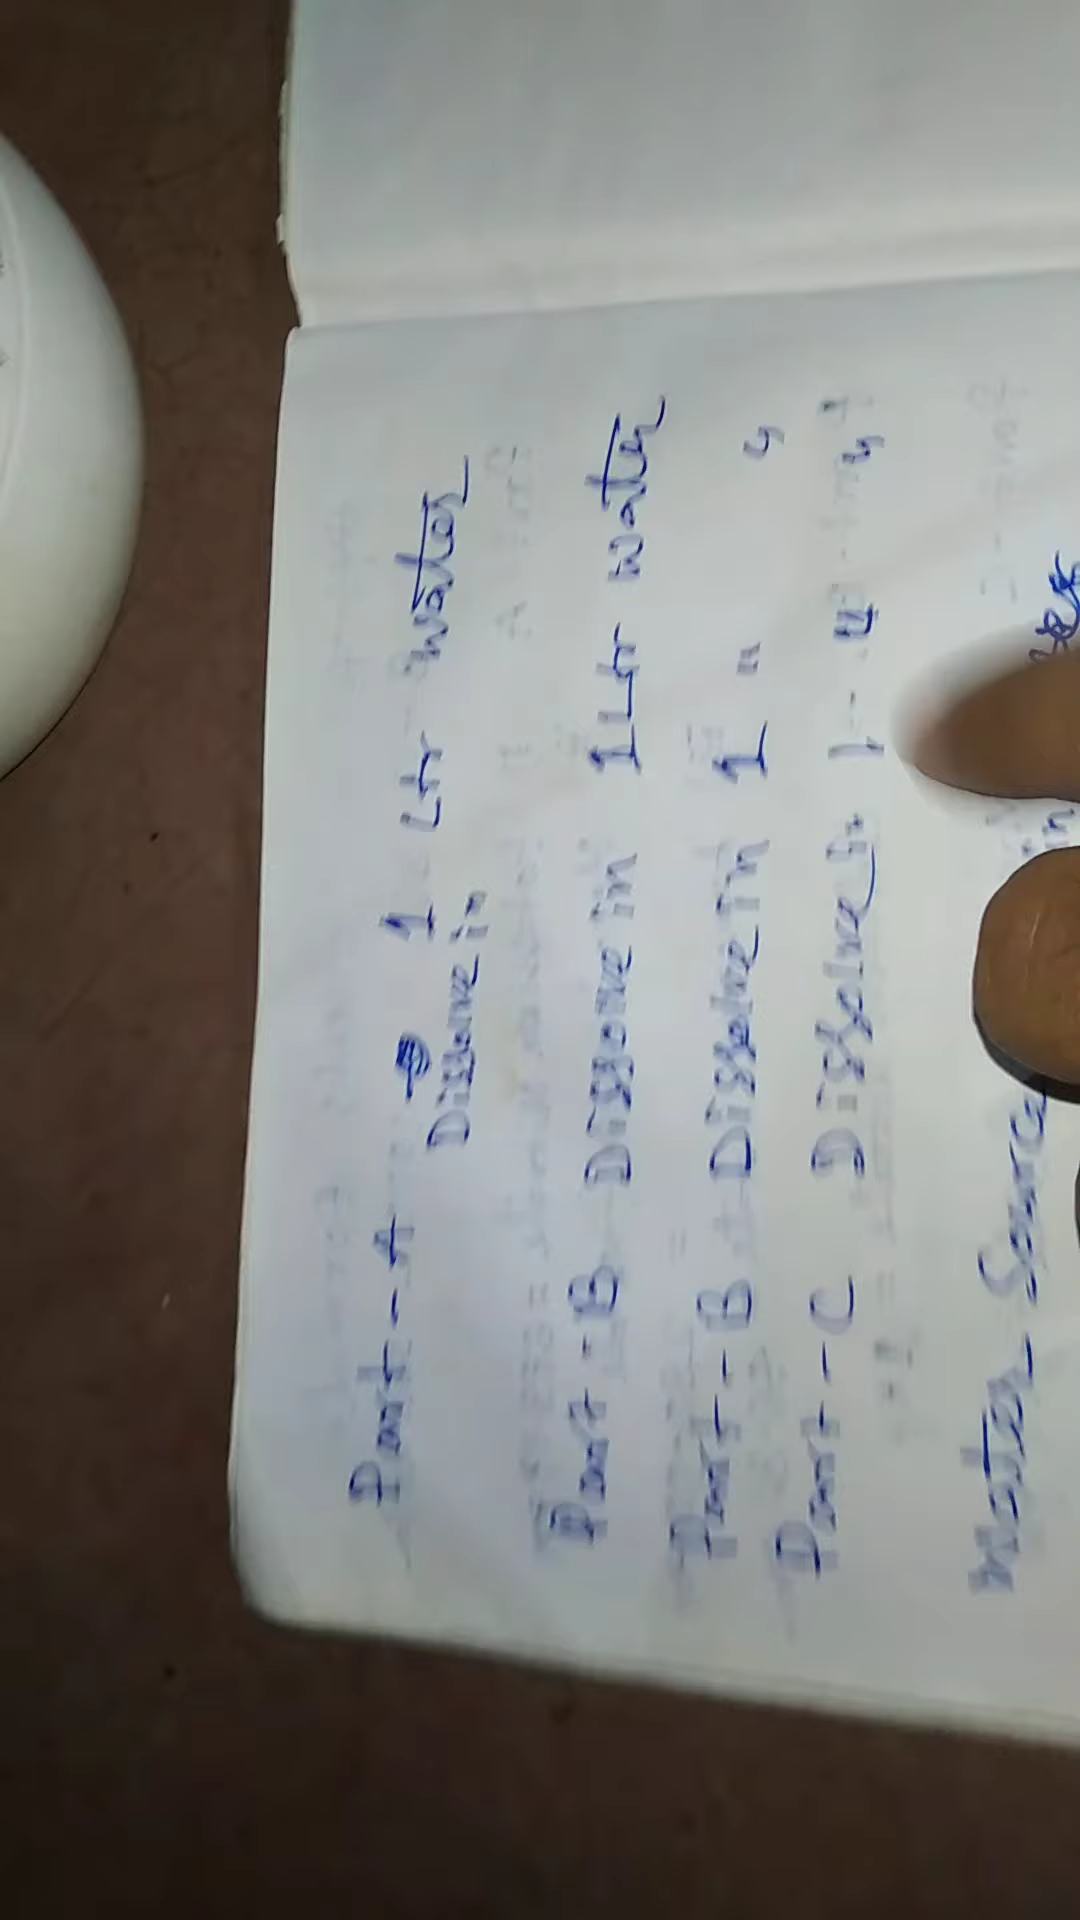 Part - A → 1 Ltr water
Dissolve in
Part - B Dissolve in 1 Ltr water
Part - B Dissolve in 1 " "
Part - C Dissolve in 1 - " "
Water Source